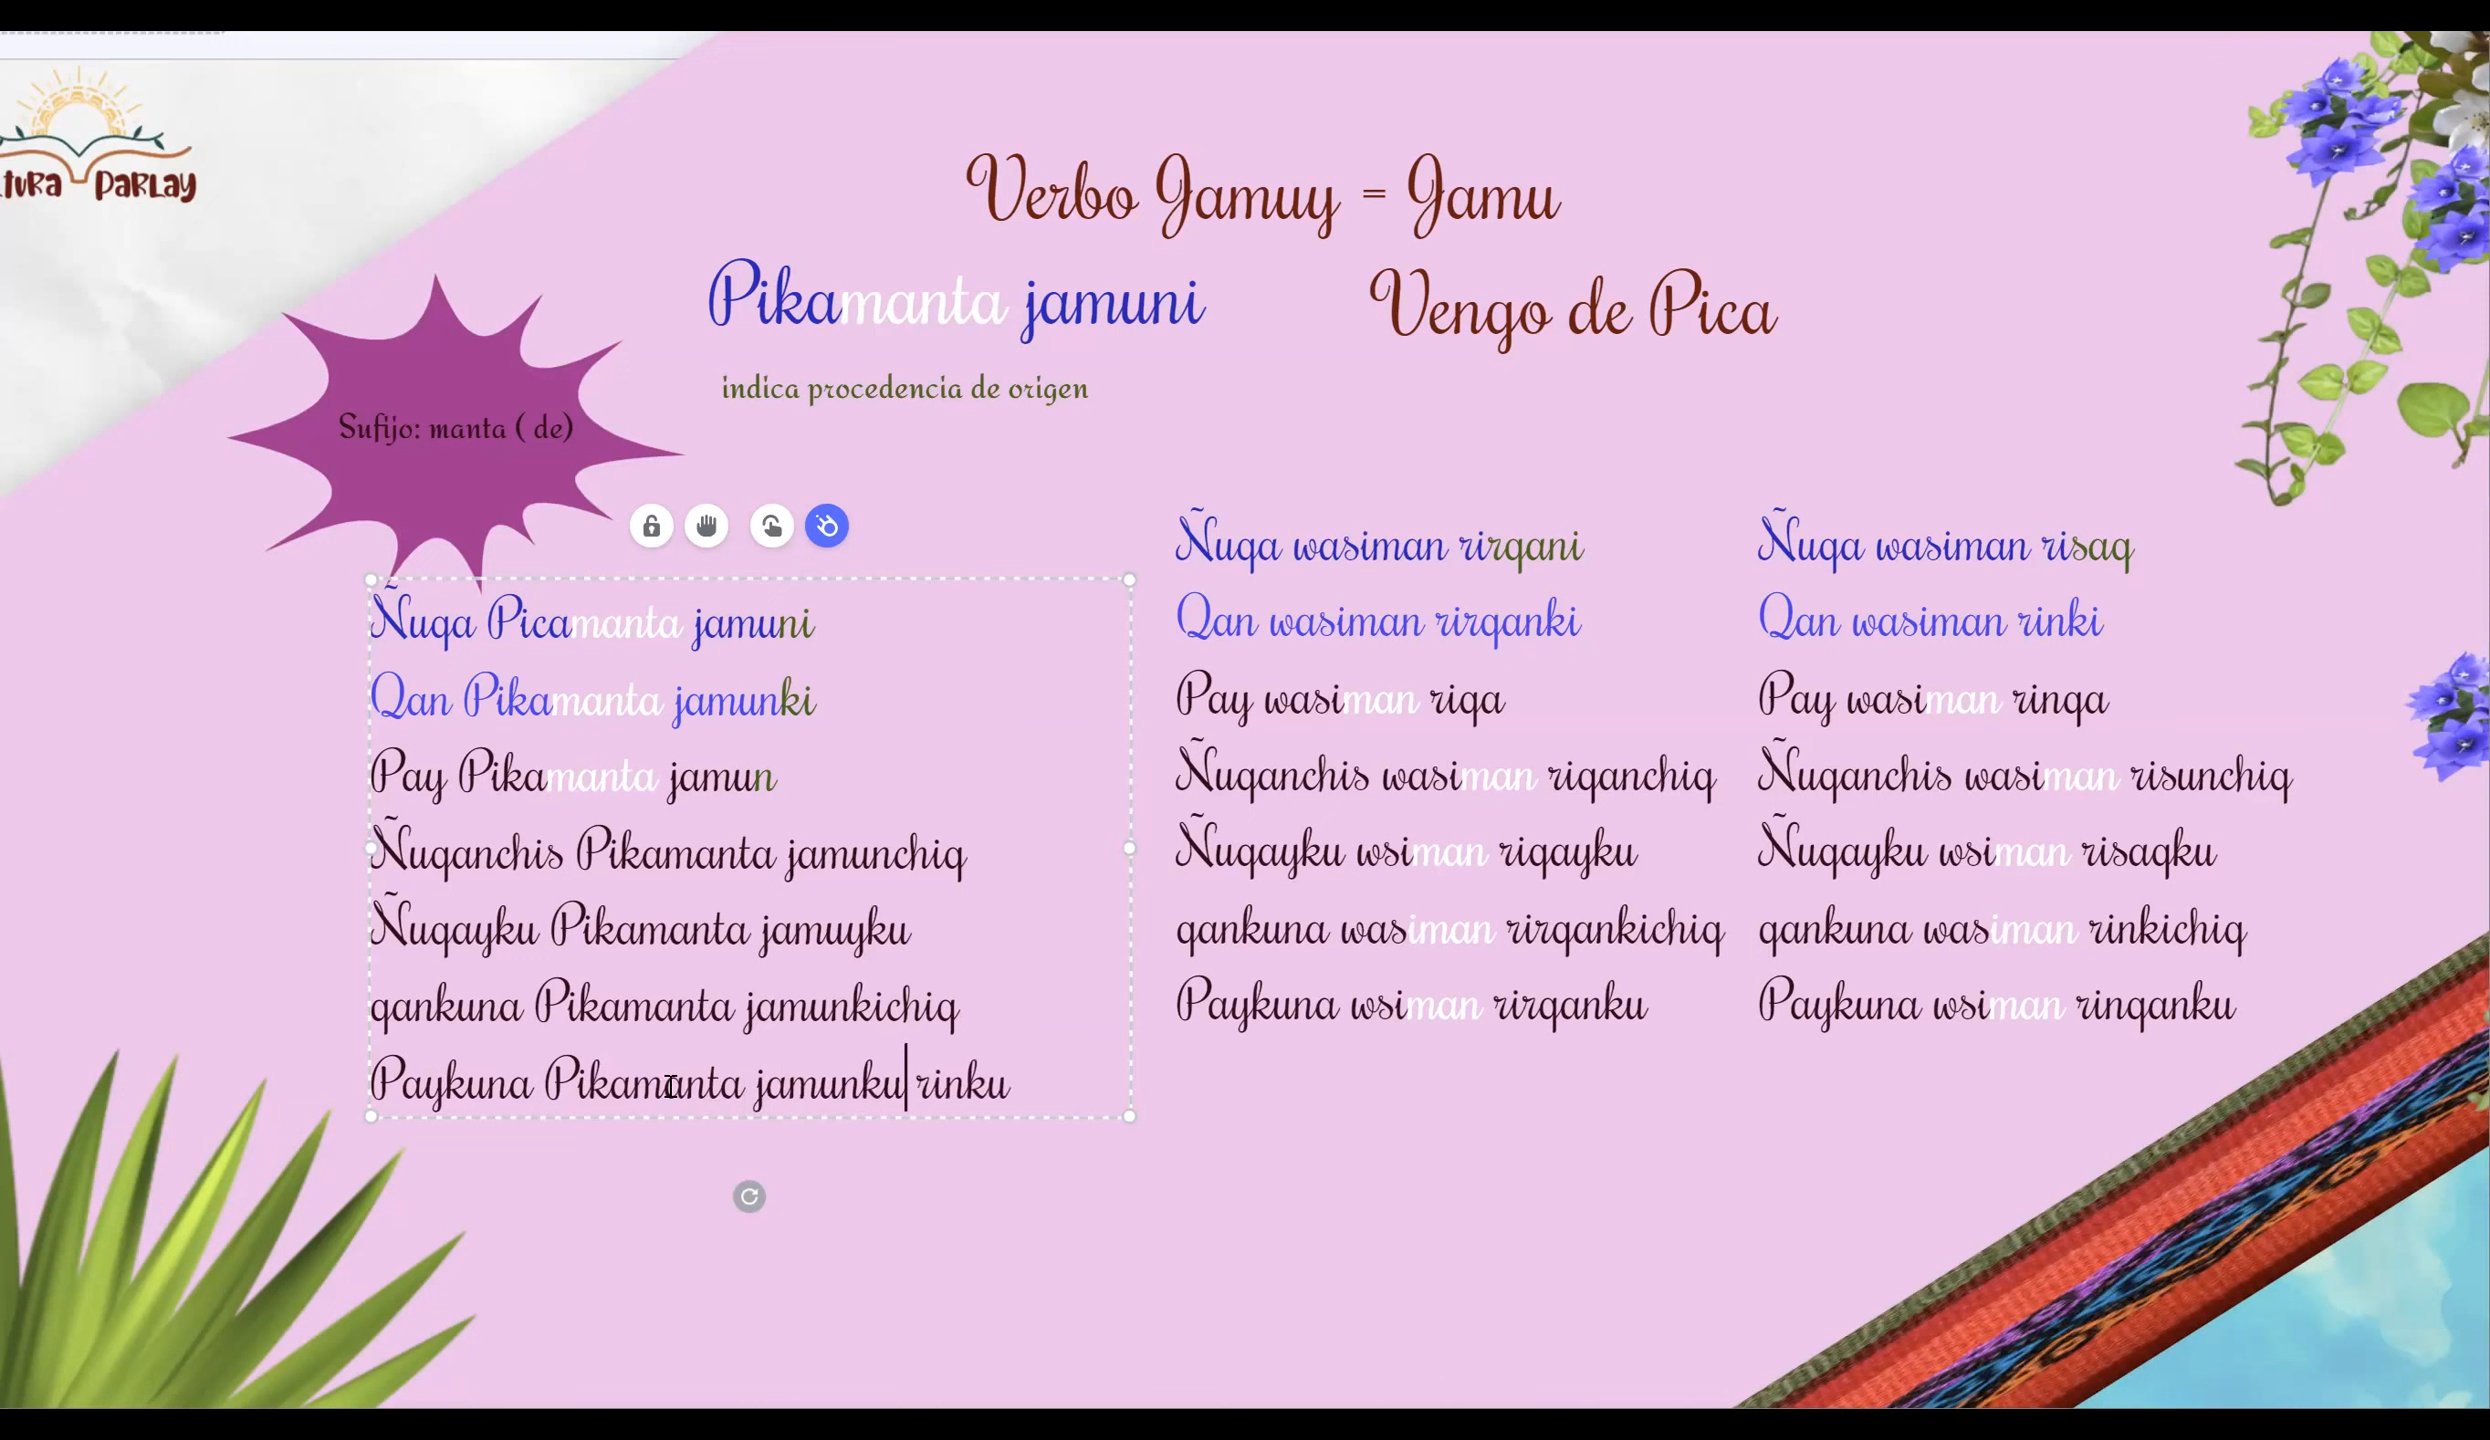 tuRa PaRLay
Verbo Jamuy = Jamu
Pikamanta jamuni
Vengo de Pica
indica procedencia de origen
Sufijo: manta ( de)
Ñuqa Picamanta jamuni
Qan Pikamanta jamunki
Pay Pikamanta jamun
Ñuqanchis Pikamanta jamunchiq
Ñuqayku Pikamanta jamuyku
qankuna Pikamanta jamunkichiq
Paykuna Pikamanta jamunku rinku
Ñuqa wasiman rirqani
Qan wasiman rirqanki
Pay wasiman riqa
Ñuqanchis wasiman riqanchiq
Ñuqayku wsiman riqayku
qankuna wasiman rirqankichiq
Paykuna wsiman rirqanku
Ñuqa wasiman risaq
Qan wasiman rinki
Pay wasiman rinqa
Ñuqanchis wasiman risunchiq
Ñuqayku wsiman risaqku
qankuna wasiman rinkichiq
Paykuna wsiman rinqanku